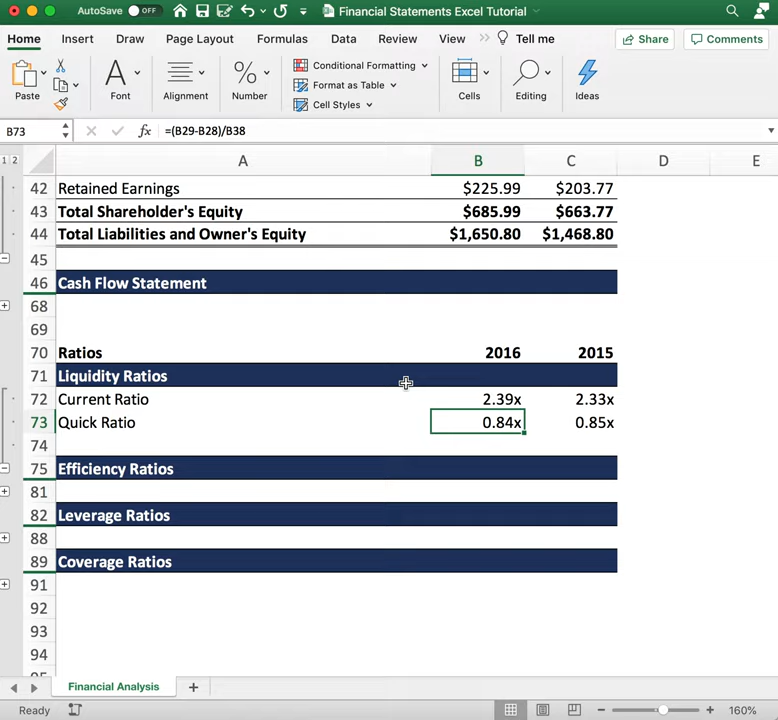 AutoSave OFF Financial Statements Excel Tutorial
Home Insert Draw Page Layout Formulas Data Review View Tell me Share Comments
Paste Font Alignment Number Conditional Formatting Format as Table Cell Styles Cells Editing Ideas
B73 fx =(B29-B28)/B38
1 2 A B C D E
42 Retained Earnings $225.99 $203.77
43 Total Shareholder's Equity $685.99 $663.77
44 Total Liabilities and Owner's Equity $1,650.80 $1,468.80
45
46 Cash Flow Statement
68
69
70 Ratios 2016 2015
71 Liquidity Ratios
72 Current Ratio 2.39x 2.33x
73 Quick Ratio 0.84x 0.85x
74
75 Efficiency Ratios
81
82 Leverage Ratios
88
89 Coverage Ratios
91
92
93
94
95
Financial Analysis
Ready 160%